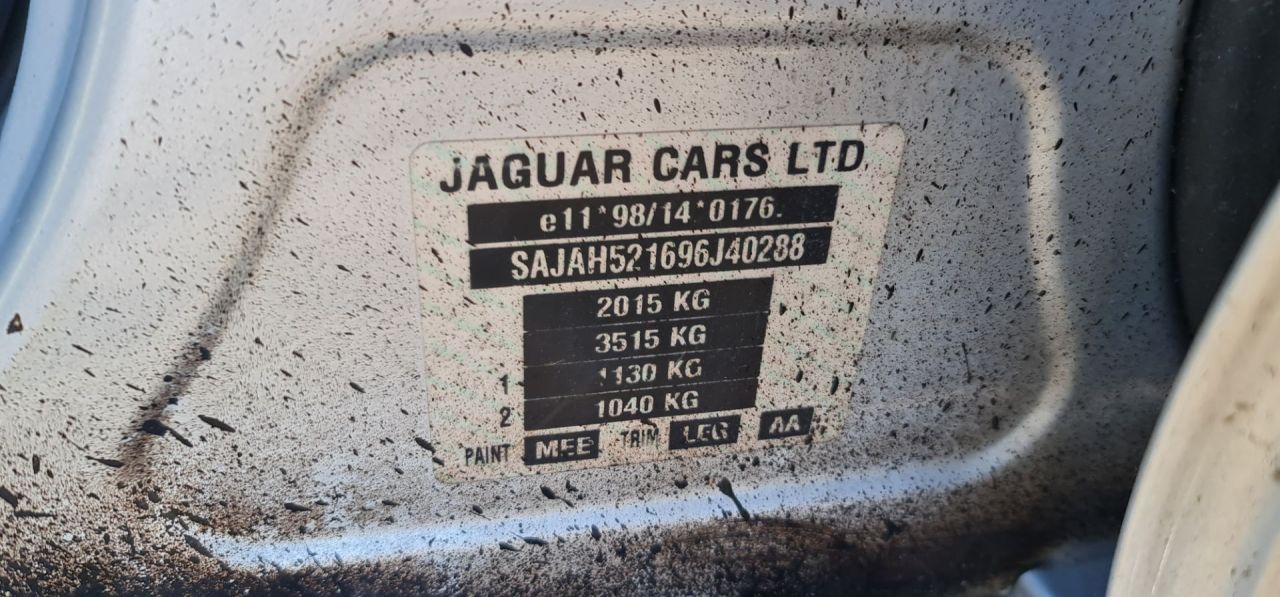 JAGUAR CARS LTD
e11*98/14*0176.
SAJAH521696J40288
2015 KG
3515 KG
1 1130 KG
2 1040 KG
PAINT MEE TRIM LEG AA